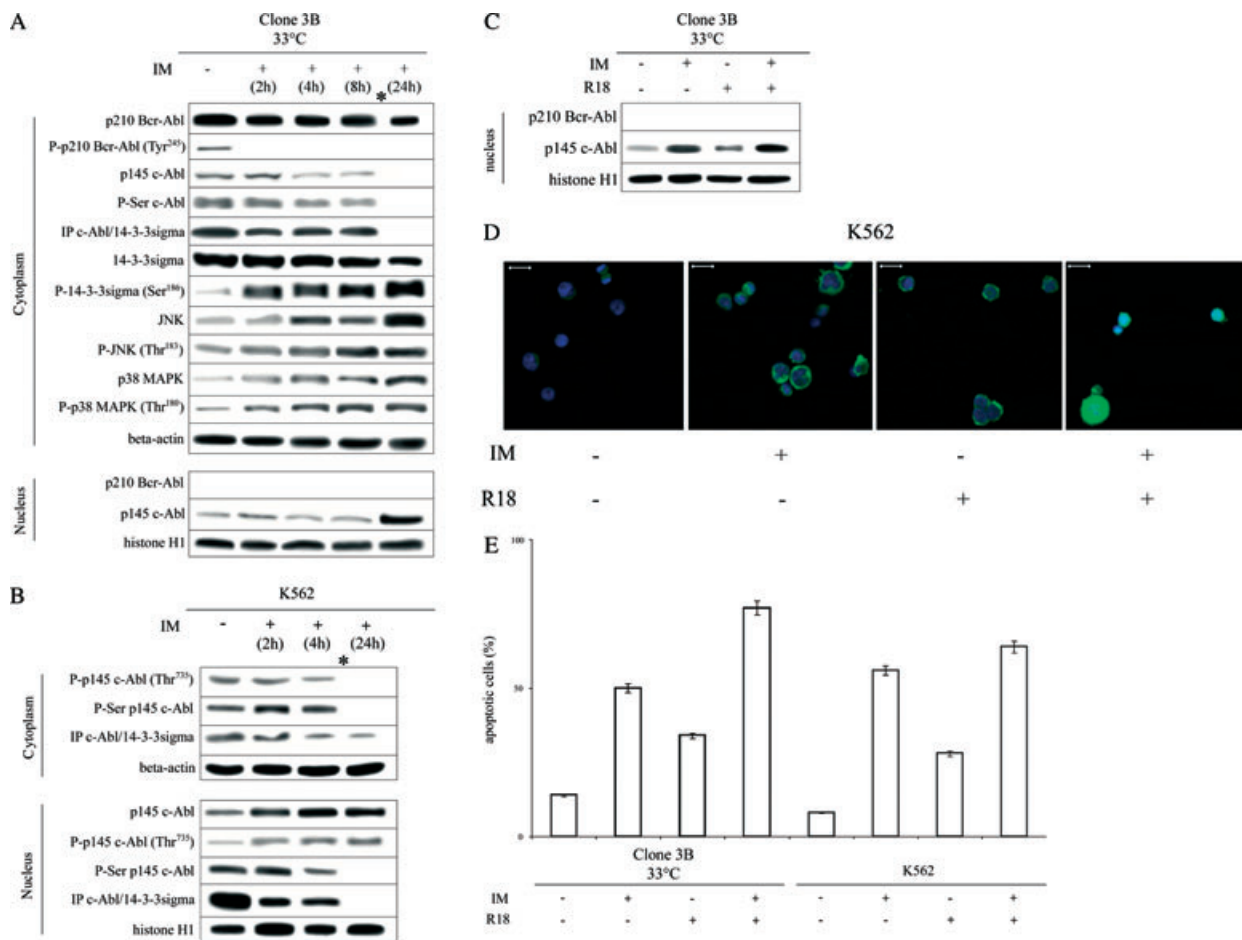 A
Clone 3B
33°C
IM - + + + * +
(2h) (4h) (8h) (24h)
Cytoplasm
p210 Bcr-Abl
P-p210 Bcr-Abl (Tyr245)
p145 c-Abl
P-Ser c-Abl
IP c-Abl/14-3-3sigma
14-3-3sigma
P-14-3-3sigma (Ser186)
JNK
P-JNK (Thr183)
p38 MAPK
P-p38 MAPK (Thr180)
beta-actin
Nucleus
p210 Bcr-Abl
p145 c-Abl
histone H1
B
K562
IM - + + * +
(2h) (4h) (24h)
Cytoplasm
P-p145 c-Abl (Thr735)
P-Ser p145 c-Abl
IP c-Abl/14-3-3sigma
beta-actin
Nucleus
p145 c-Abl
P-p145 c-Abl (Thr735)
P-Ser p145 c-Abl
IP c-Abl/14-3-3sigma
histone H1
C
Clone 3B
33°C
IM - + - +
R18 - - + +
nucleus
p210 Bcr-Abl
p145 c-Abl
histone H1
D
K562
IM - + - +
R18 - - + +
E
apoptotic cells (%)
100
50
0
Clone 3B
33°C
K562
IM - + - + - + - +
R18 - - + + - - + +